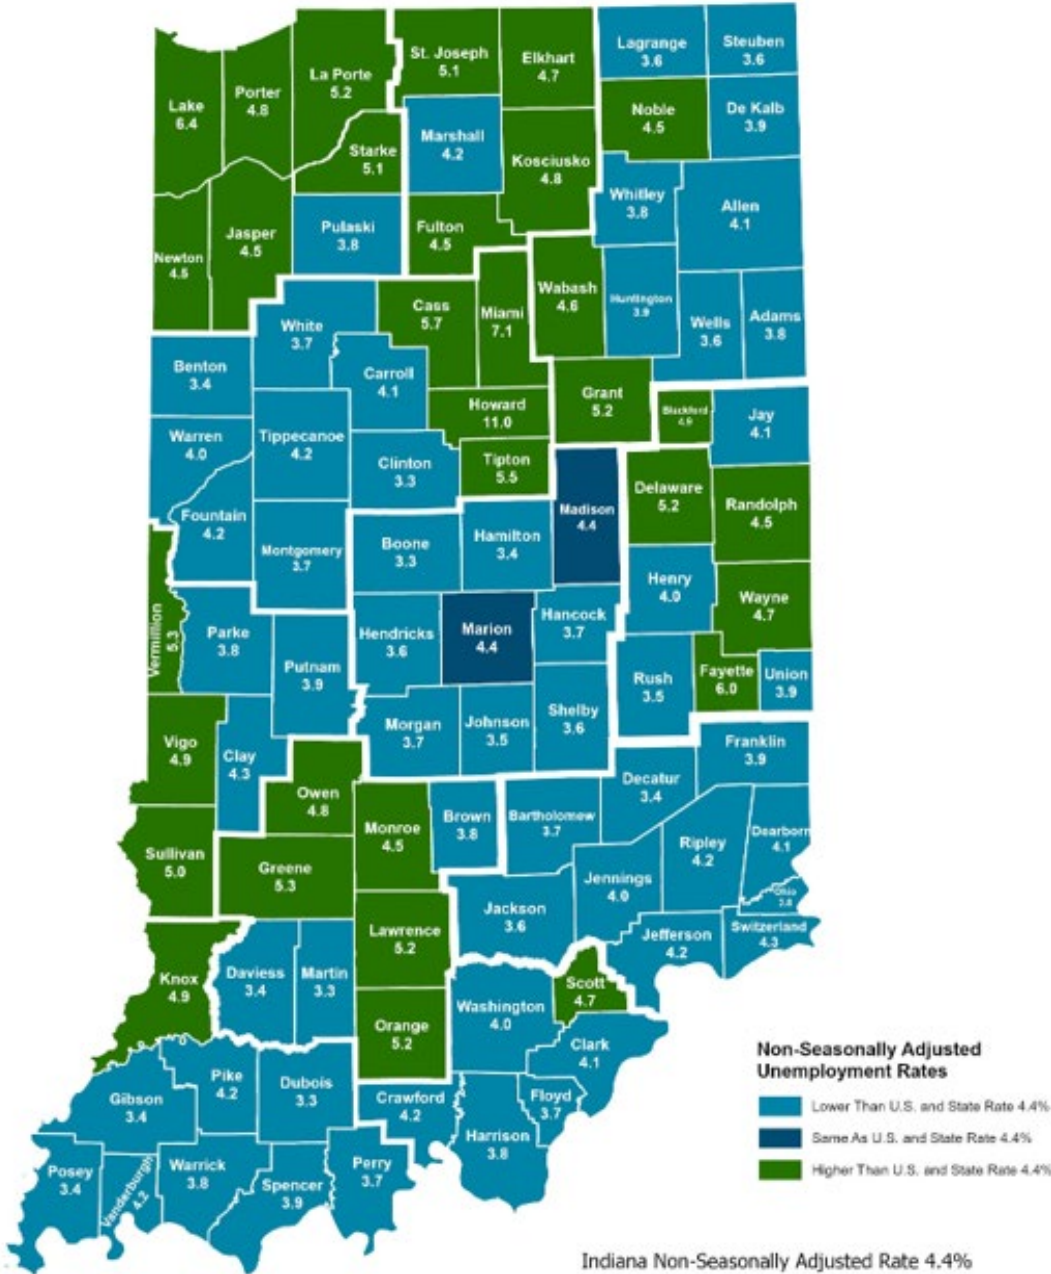 Lagrange
3.6
Steuben
3.6
St. Joseph
5.1
Elkhart
4.7
La Porte
5.2
Porter
4.8
Lake
6.4
Noble
4.5
De Kalb
3.9
Marshall
4.2
Starke
5.1
Kosciusko
4.8
Whitley
3.8
Allen
4.1
Pulaski
3.8
Fulton
4.5
Jasper
4.5
Newton
4.5
Wabash
4.6
Huntington
3.9
Wells
3.6
Adams
3.8
Cass
5.7
Miami
7.1
White
3.7
Benton
3.4
Carroll
4.1
Grant
5.2
Howard
11.0
Blackford
4.9
Jay
4.1
Warren
4.0
Tippecanoe
4.2
Clinton
3.3
Tipton
5.5
Delaware
5.2
Randolph
4.5
Madison
4.4
Fountain
4.2
Montgomery
3.7
Boone
3.3
Hamilton
3.4
Henry
4.0
Wayne
4.7
Vermillion
5.3
Parke
3.8
Putnam
3.9
Hendricks
3.6
Marion
4.4
Hancock
3.7
Rush
3.5
Fayette
6.0
Union
3.9
Vigo
4.9
Clay
4.3
Morgan
3.7
Johnson
3.5
Shelby
3.6
Franklin
3.9
Decatur
3.4
Owen
4.8
Monroe
4.5
Brown
3.8
Bartholomew
3.7
Ripley
4.2
Dearborn
4.1
Sullivan
5.0
Greene
5.3
Jennings
4.0
Ohio
Jackson
3.6
Lawrence
5.2
Jefferson
4.2
Switzerland
4.3
Knox
4.9
Daviess
3.4
Martin
3.3
Scott
4.7
Washington
4.0
Orange
5.2
Clark
4.1
Gibson
3.4
Pike
4.2
Dubois
3.3
Crawford
4.2
Floyd
3.7
Harrison
3.8
Posey
3.4
Vanderburgh
4.2
Warrick
3.8
Spencer
3.9
Perry
3.7
Non-Seasonally Adjusted
Unemployment Rates
Lower Than U.S. and State Rate 4.4%
Same As U.S. and State Rate 4.4%
Higher Than U.S. and State Rate 4.4%
Indiana Non-Seasonally Adjusted Rate 4.4%